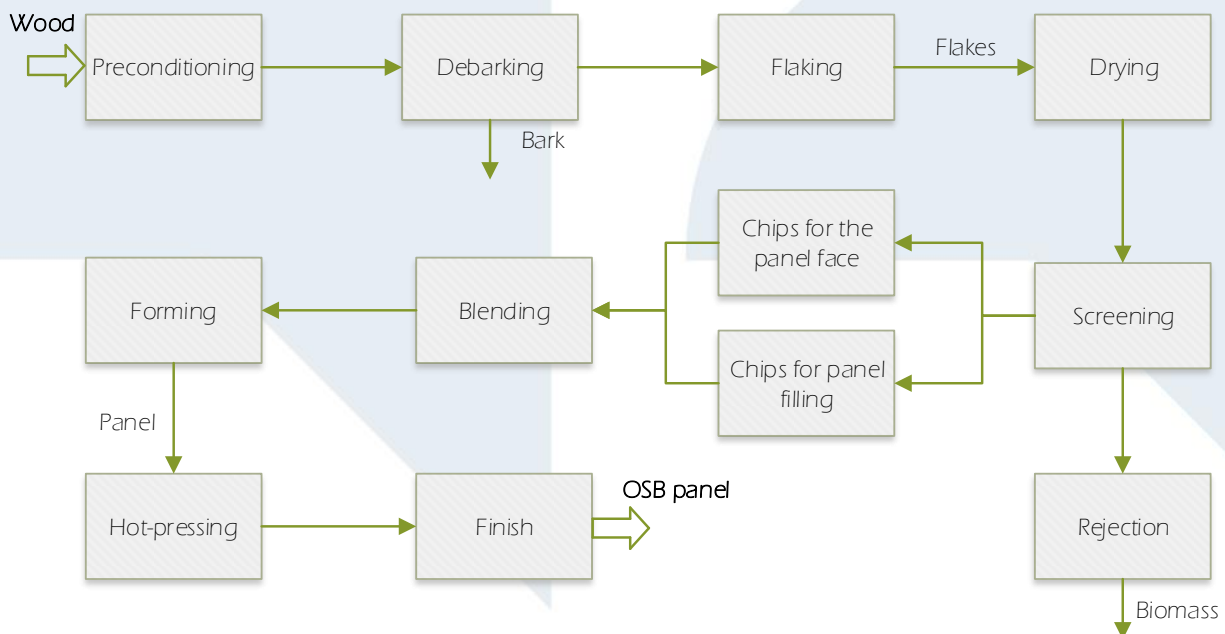 Wood
Preconditioning
Debarking
Flaking
Flakes
Drying
Bark
Chips for the
panel face
Forming
Blending
Screening
Chips for panel
filling
Panel
Hot-pressing
Finish
OSB panel
Rejection
Biomass